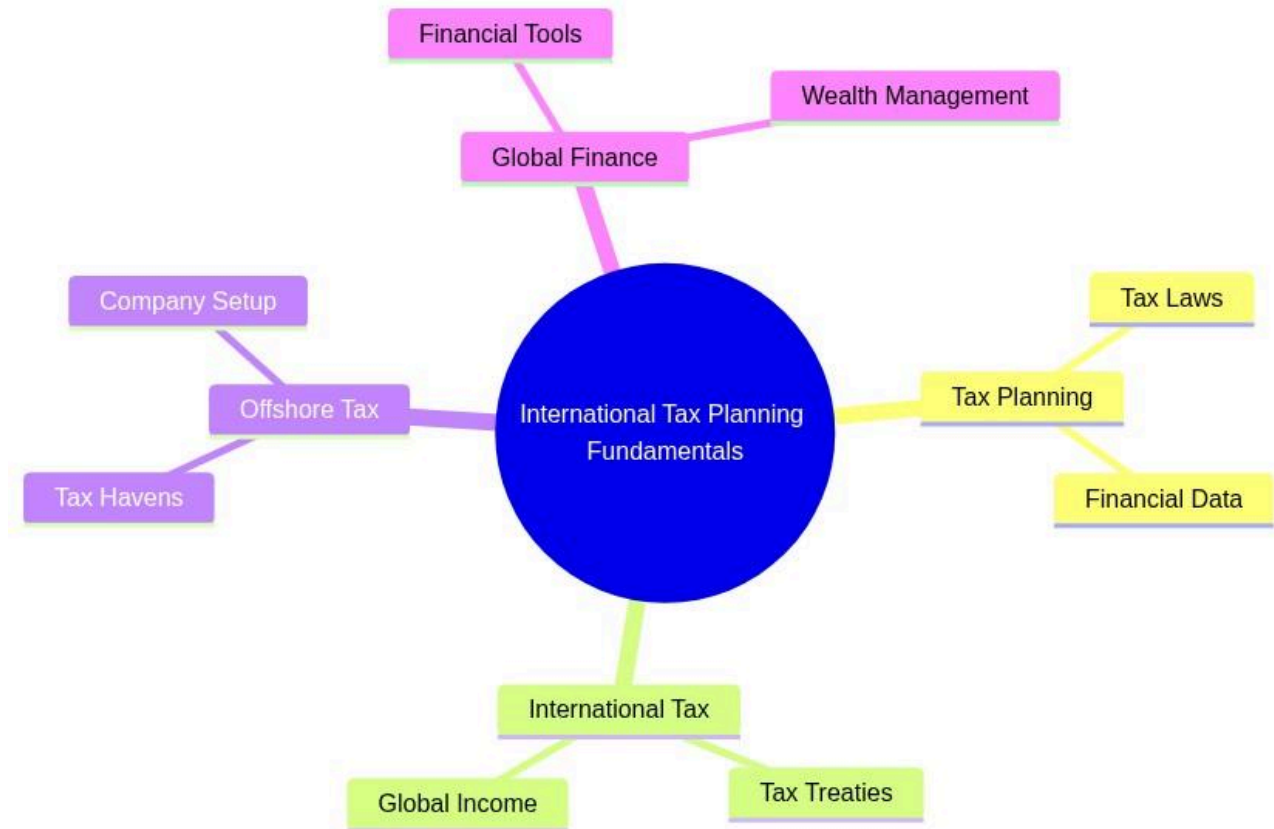 Financial Tools
Wealth Management
Global Finance
Company Setup
Tax Laws
Offshore Tax
Tax Planning
International Tax Planning
Fundamentals
Tax Havens
Financial Data
International Tax
Global Income
Tax Treaties